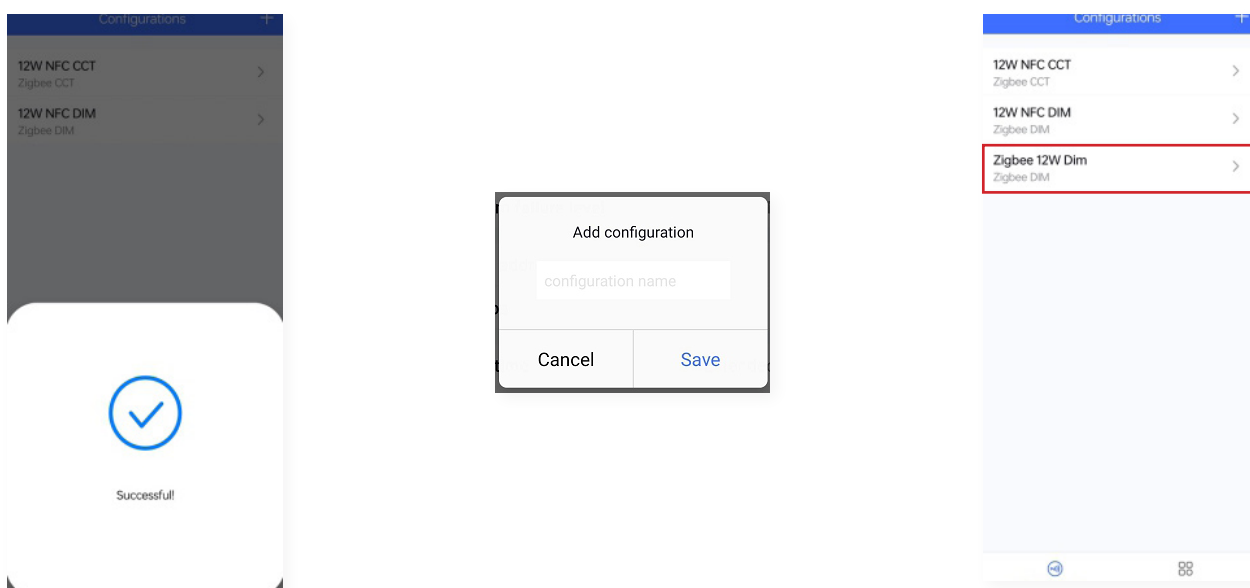 Configurations
12W NFC CCT
Zigbee CCT
12W NFC DIM
Zigbee DIM
Successful!
Add configuration
configuration name
Cancel
Save
Configurations
12W NFC CCT
Zigbee CCT
12W NFC DIM
Zigbee DIM
Zigbee 12W Dim
Zigbee DIM